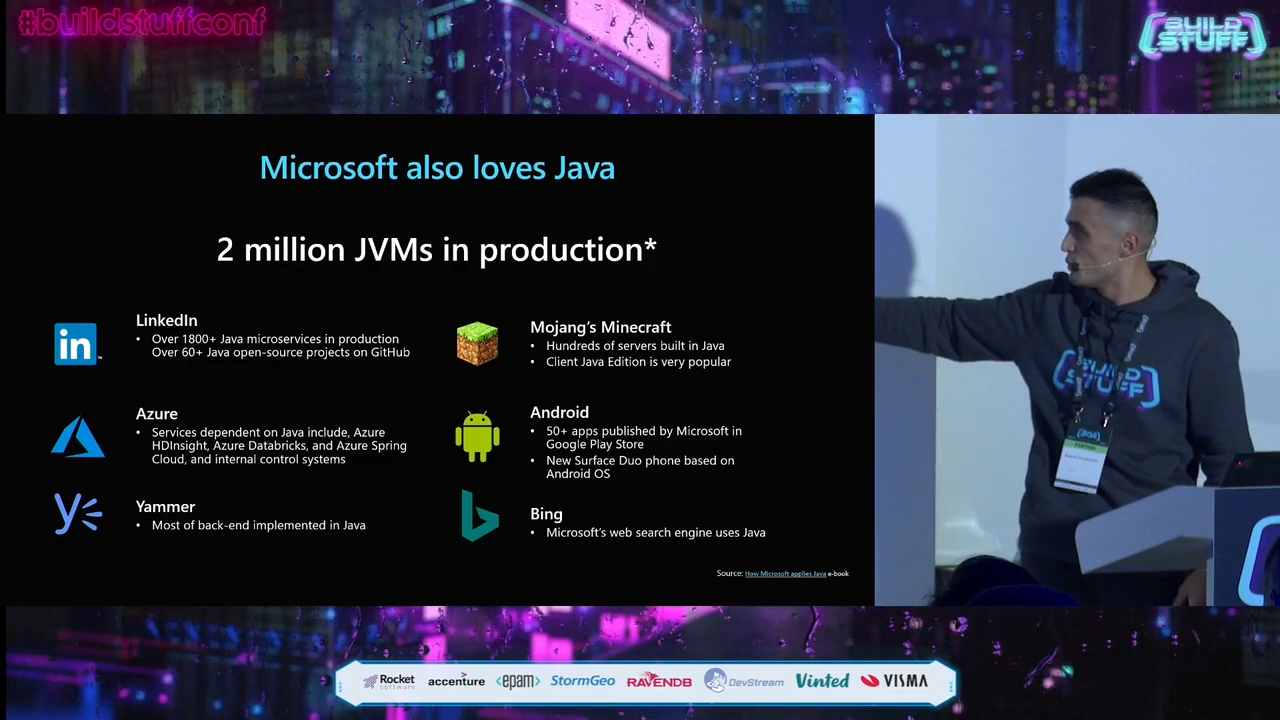 #buildstuffconf
BUILD
STUFF
Microsoft also loves Java
2 million JVMs in production*
in
LinkedIn
• Over 1800+ Java microservices in production
Over 60+ Java open-source projects on GitHub
Azure
• Services dependent on Java include, Azure
HDInsight, Azure Databricks, and Azure Spring
Cloud, and internal control systems
Yammer
• Most of back-end implemented in Java
Mojang's Minecraft
• Hundreds of servers built in Java
• Client Java Edition is very popular
Android
• 50+ apps published by Microsoft in
Google Play Store
• New Surface Duo phone based on
Android OS
Bing
• Microsoft's web search engine uses Java
Source: How Microsoft applies Java e-book
BUILD
STUFF
Rocket
software
accenture
<epam>
StormGeo
RAVENDB
DevStream
Vinted
VISMA